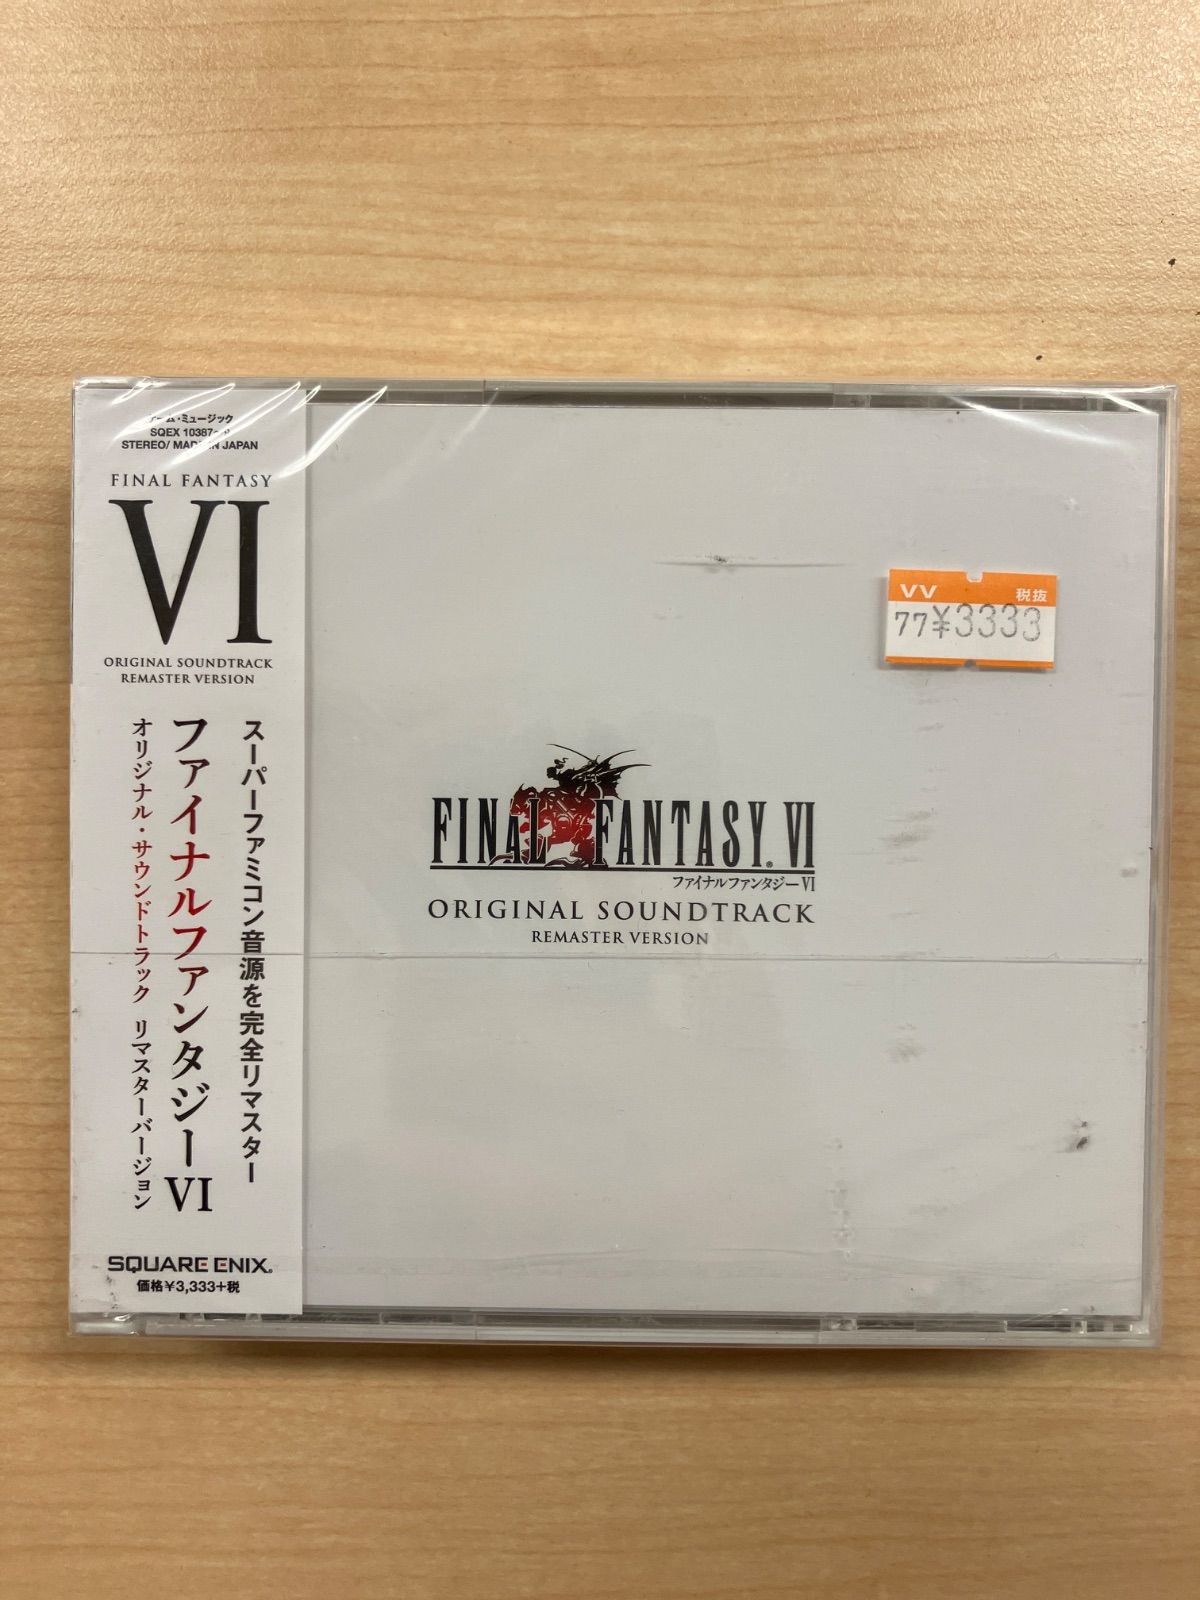 ゲーム・ミュージック
SQEX 10387~9
STEREO/ MADE IN JAPAN
FINAL FANTASY
VI
ORIGINAL SOUNDTRACK
REMASTER VERSION
スーパーファミコン音源を完全リマスター
ファイナルファンタジーVI
オリジナル・サウンドトラック リマスターバージョン
SQUARE ENIX®
価格¥3,333+税
VV 税抜
77¥3333
FINAL FANTASY® VI
ファイナルファンタジーVI
ORIGINAL SOUNDTRACK
REMASTER VERSION